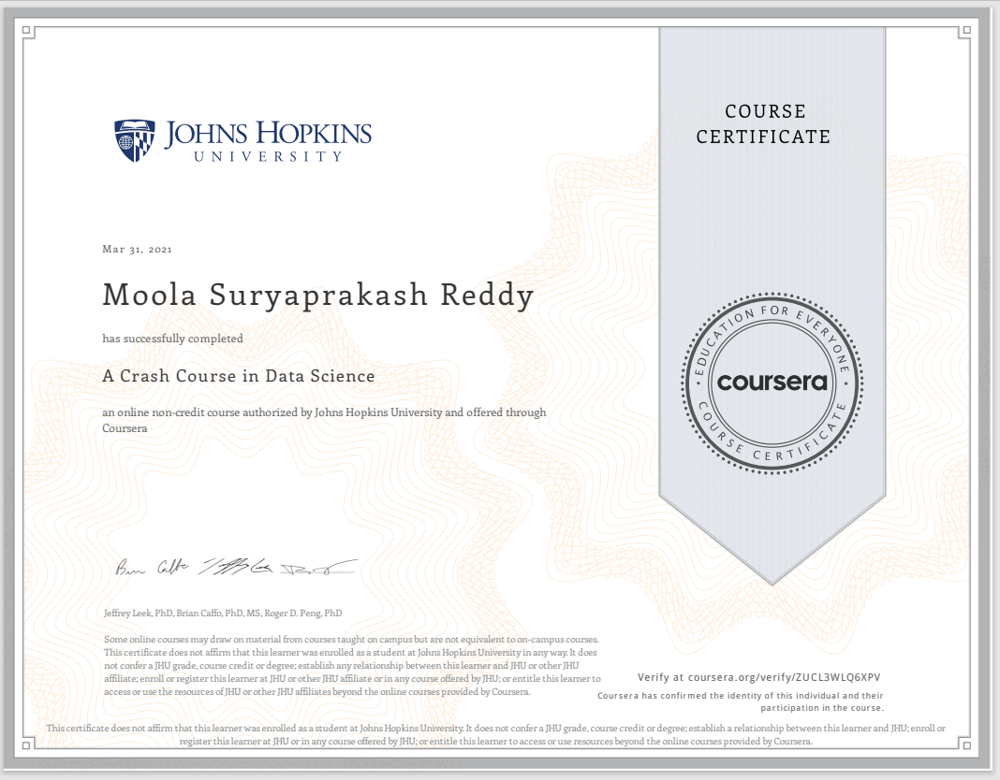 JOHNS HOPKINS
UNIVERSITY
COURSE
CERTIFICATE
Mar 31, 2021
Moola Suryaprakash Reddy
has successfully completed
A Crash Course in Data Science
an online non-credit course authorized by Johns Hopkins University and offered through
Coursera
EDUCATION FOR EVERYONE
coursera
COURSE CERTIFICATE
Jeffrey Leek, PhD, Brian Caffo, PhD, MS, Roger D. Peng, PhD
Some online courses may draw on material from courses taught on campus but are not equivalent to on-campus courses.
This certificate does not affirm that this learner was enrolled as a student at Johns Hopkins University in any way. It does
not confer a JHU grade, course credit or degree; establish any relationship between this learner and JHU or other JHU
affiliate; enroll or register this learner at JHU or other JHU affiliate or in any course offered by JHU; or entitle this learner to
access or use the resources of JHU or other JHU affiliates beyond the online courses provided by Coursera.
Verify at coursera.org/verify/ZUCL3WLQ6XPV
Coursera has confirmed the identity of this individual and their
participation in the course.
This certificate does not affirm that this learner was enrolled as a student at Johns Hopkins University. It does not confer a JHU grade, course credit or degree; establish a relationship between this learner and JHU; enroll or
register this learner at JHU or in any course offered by JHU; or entitle this learner to access or use resources beyond the online courses provided by Coursera.